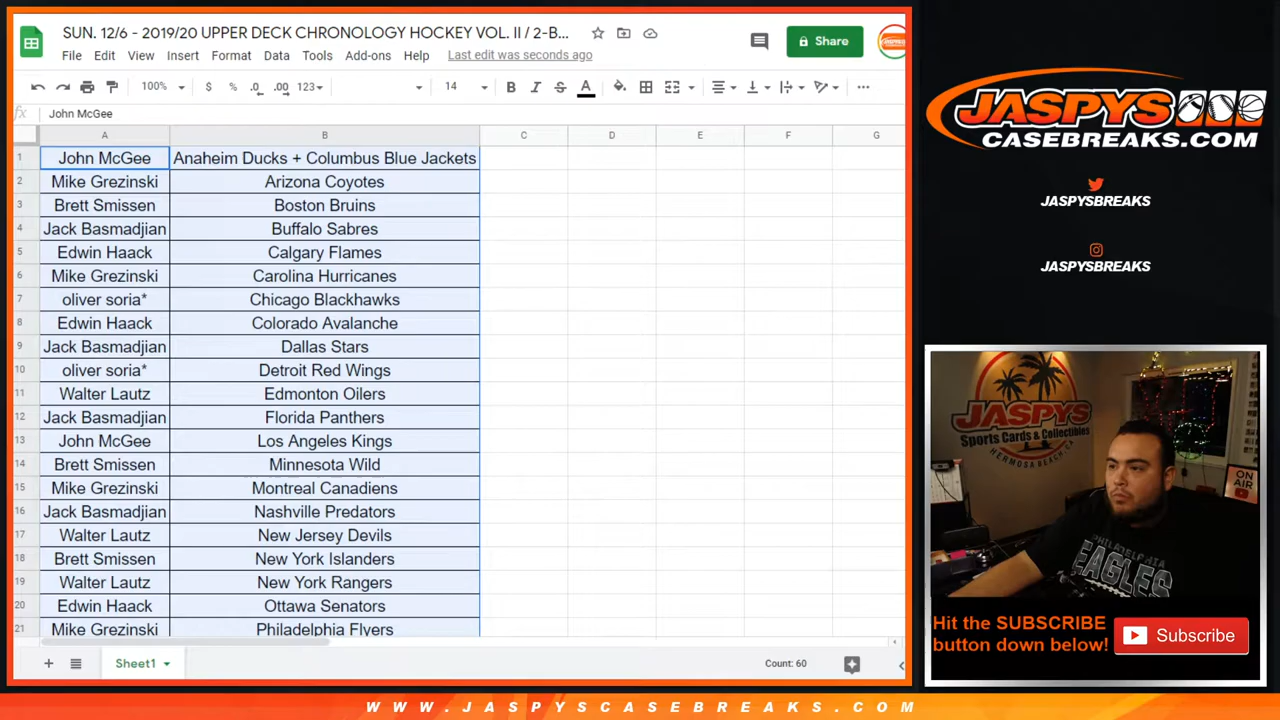 SUN. 12/6 - 2019/20 UPPER DECK CHRONOLOGY HOCKEY VOL. II / 2-B...
File Edit View Insert Format Data Tools Add-ons Help Last edit was seconds ago
Share
100% $ % .0 .00 123 14 B I S A
fx John McGee
A B C D E F G
1 John McGee Anaheim Ducks + Columbus Blue Jackets
2 Mike Grezinski Arizona Coyotes
3 Brett Smissen Boston Bruins
4 Jack Basmadjian Buffalo Sabres
5 Edwin Haack Calgary Flames
6 Mike Grezinski Carolina Hurricanes
7 oliver soria* Chicago Blackhawks
8 Edwin Haack Colorado Avalanche
9 Jack Basmadjian Dallas Stars
10 oliver soria* Detroit Red Wings
11 Walter Lautz Edmonton Oilers
12 Jack Basmadjian Florida Panthers
13 John McGee Los Angeles Kings
14 Brett Smissen Minnesota Wild
15 Mike Grezinski Montreal Canadiens
16 Jack Basmadjian Nashville Predators
17 Walter Lautz New Jersey Devils
18 Brett Smissen New York Islanders
19 Walter Lautz New York Rangers
20 Edwin Haack Ottawa Senators
21 Mike Grezinski Philadelphia Flyers
Sheet1
Count: 60
JASPYS
CASEBREAKS.COM
JASPYSBREAKS
JASPYSBREAKS
JASPYS
Sports Cards & Collectibles
HERMOSA BEACH, CA
ON
AIR
PHILADELPHIA
EAGLES
Hit the SUBSCRIBE
button down below!
Subscribe
WWW.JASPYSCASEBREAKS.COM